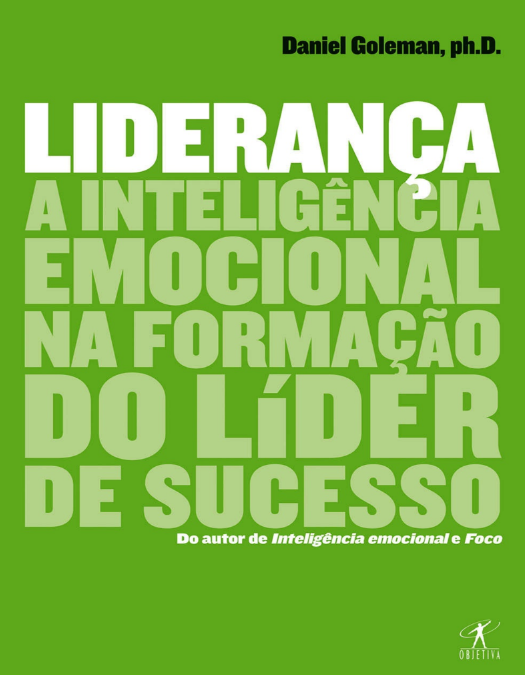 Daniel Goleman, ph.D.
LIDERANÇA
A INTELIGÊNCIA
EMOCIONAL
NA FORMAÇÃO
DO LÍDER
DE SUCESSO
Do autor de Inteligência emocional e Foco
OBJETIVA